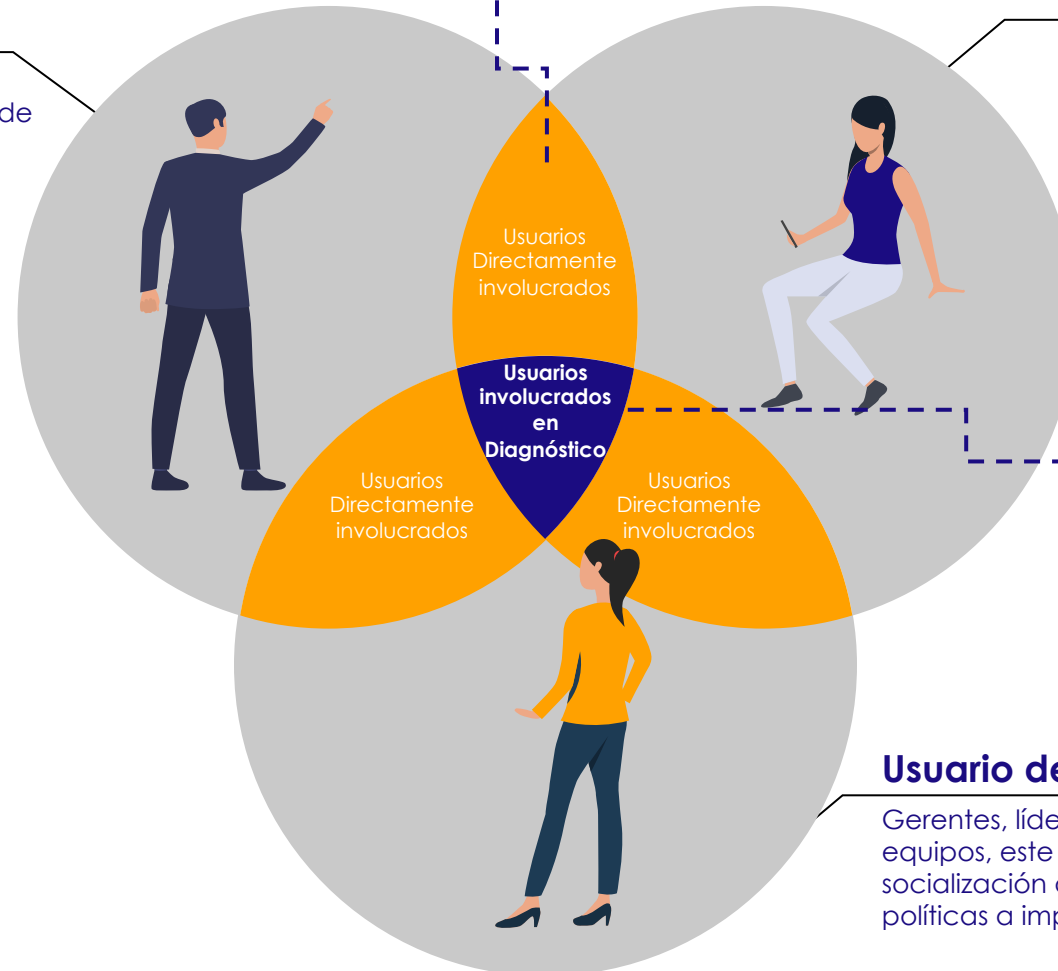 de
Usuarios
Directamente
involucrados
Usuarios
involucrados
en
Diagnóstico
Usuarios
Directamente
involucrados
Usuarios
Directamente
involucrados
Usuario de
Gerentes, líde
equipos, este
socialización
políticas a imp